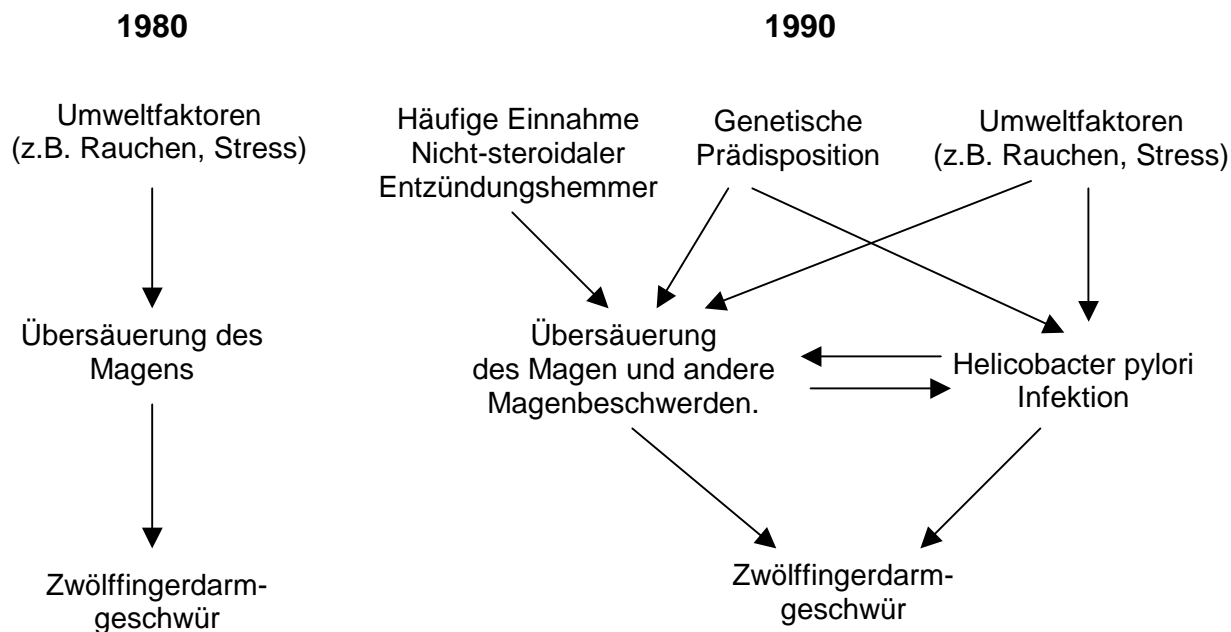 1980
Umweltfaktoren
(z.B. Rauchen, Stress)
Übersäuerung des
Magens
Zwölffingerdarm-
geschwür
1990
Häufige Einnahme
Nicht-steroidaler
Entzündungshemmer
Genetische
Prädisposition
Umweltfaktoren
(z.B. Rauchen, Stress)
Übersäuerung
des Magen und andere
Magenbeschwerden.
Helicobacter pylori
Infektion
Zwölffingerdarm-
geschwür